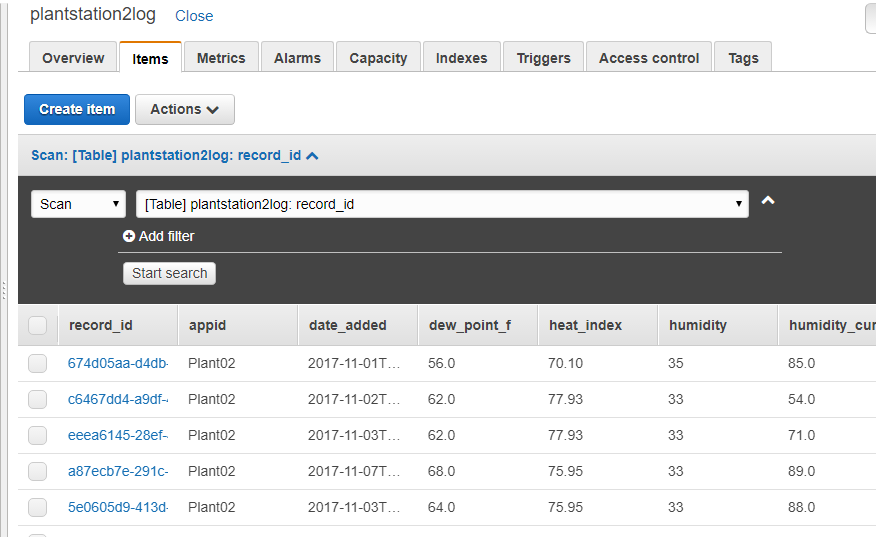 plantstation2log Close
Overview Items Metrics Alarms Capacity Indexes Triggers Access control Tags
Create item Actions
Scan: [Table] plantstation2log: record_id
Scan [Table] plantstation2log: record_id
Add filter
Start search
record_id appid date_added dew_point_f heat_index humidity humidity_cur
674d05aa-d4db- Plant02 2017-11-01T... 56.0 70.10 35 85.0
c6467dd4-a9df- Plant02 2017-11-02T... 62.0 77.93 33 54.0
eeea6145-28ef- Plant02 2017-11-03T... 62.0 77.93 33 71.0
a87ecb7e-291c- Plant02 2017-11-07T... 68.0 75.95 33 89.0
5e0605d9-413d- Plant02 2017-11-03T... 64.0 75.95 33 88.0